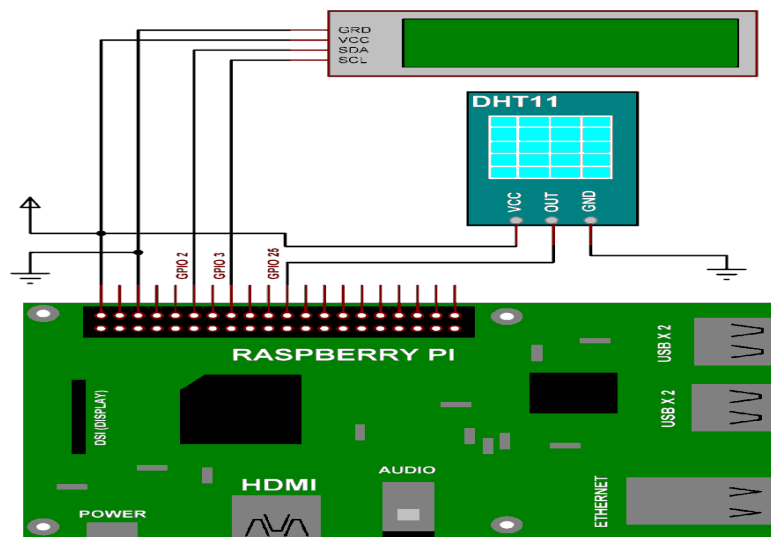 GRD
VCC
SDA
SCL
DHT11
VCC
OUT
GND
GPIO 2
GPIO 3
GPIO 25
RASPBERRY PI
DSI (DISPLAY)
USB X 2
USB X 2
HDMI
AUDIO
ETHERNET
POWER